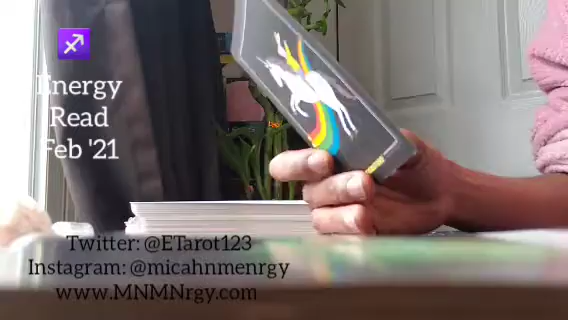 ♐
Energy
Read
Feb '21
Twitter: @ETarot123
Instagram: @micahnmenrgy
www.MNMNrgy.com